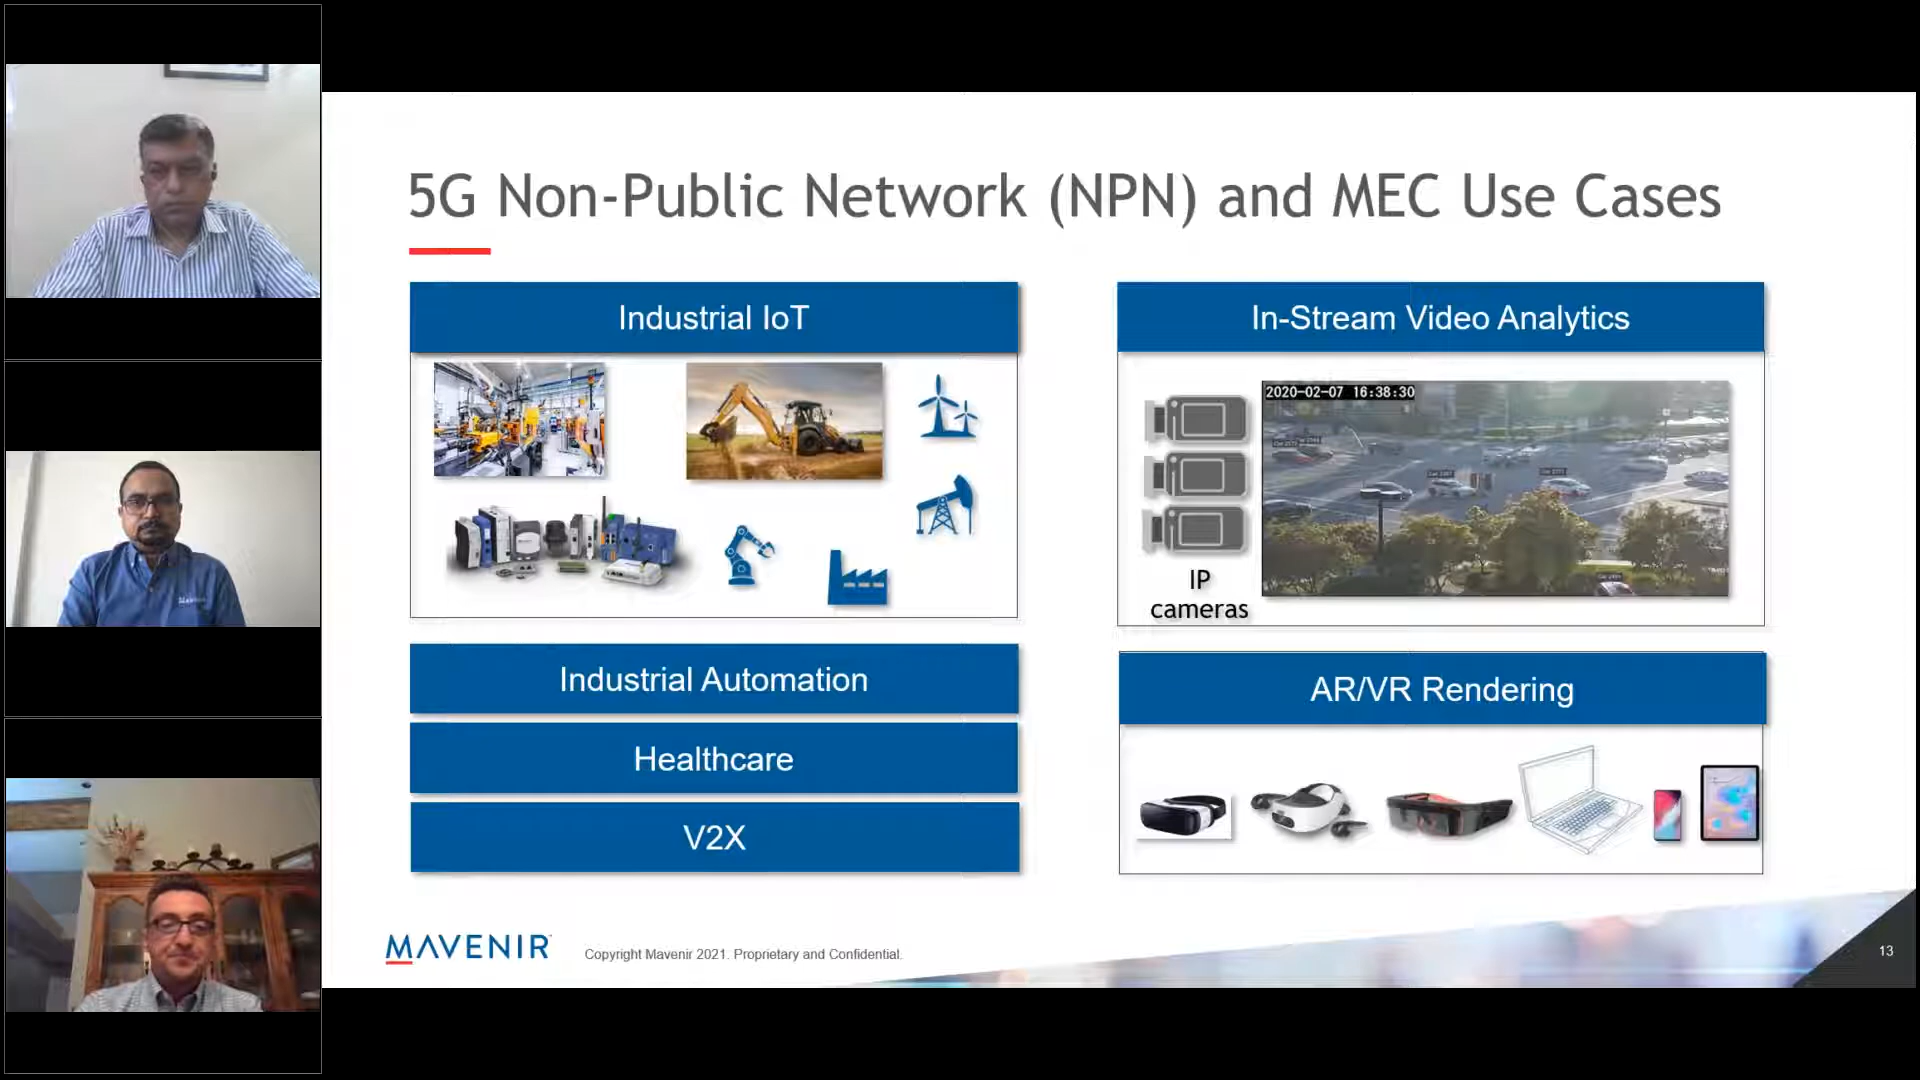 5G Non-Public Network (NPN) and MEC Use Cases
Industrial IoT
Industrial Automation
Healthcare
V2X
In-Stream Video Analytics
2020-02-07 16:38:30
IP
cameras
AR/VR Rendering
MAVENIR
Copyright Mavenir 2021. Proprietary and Confidential.
13